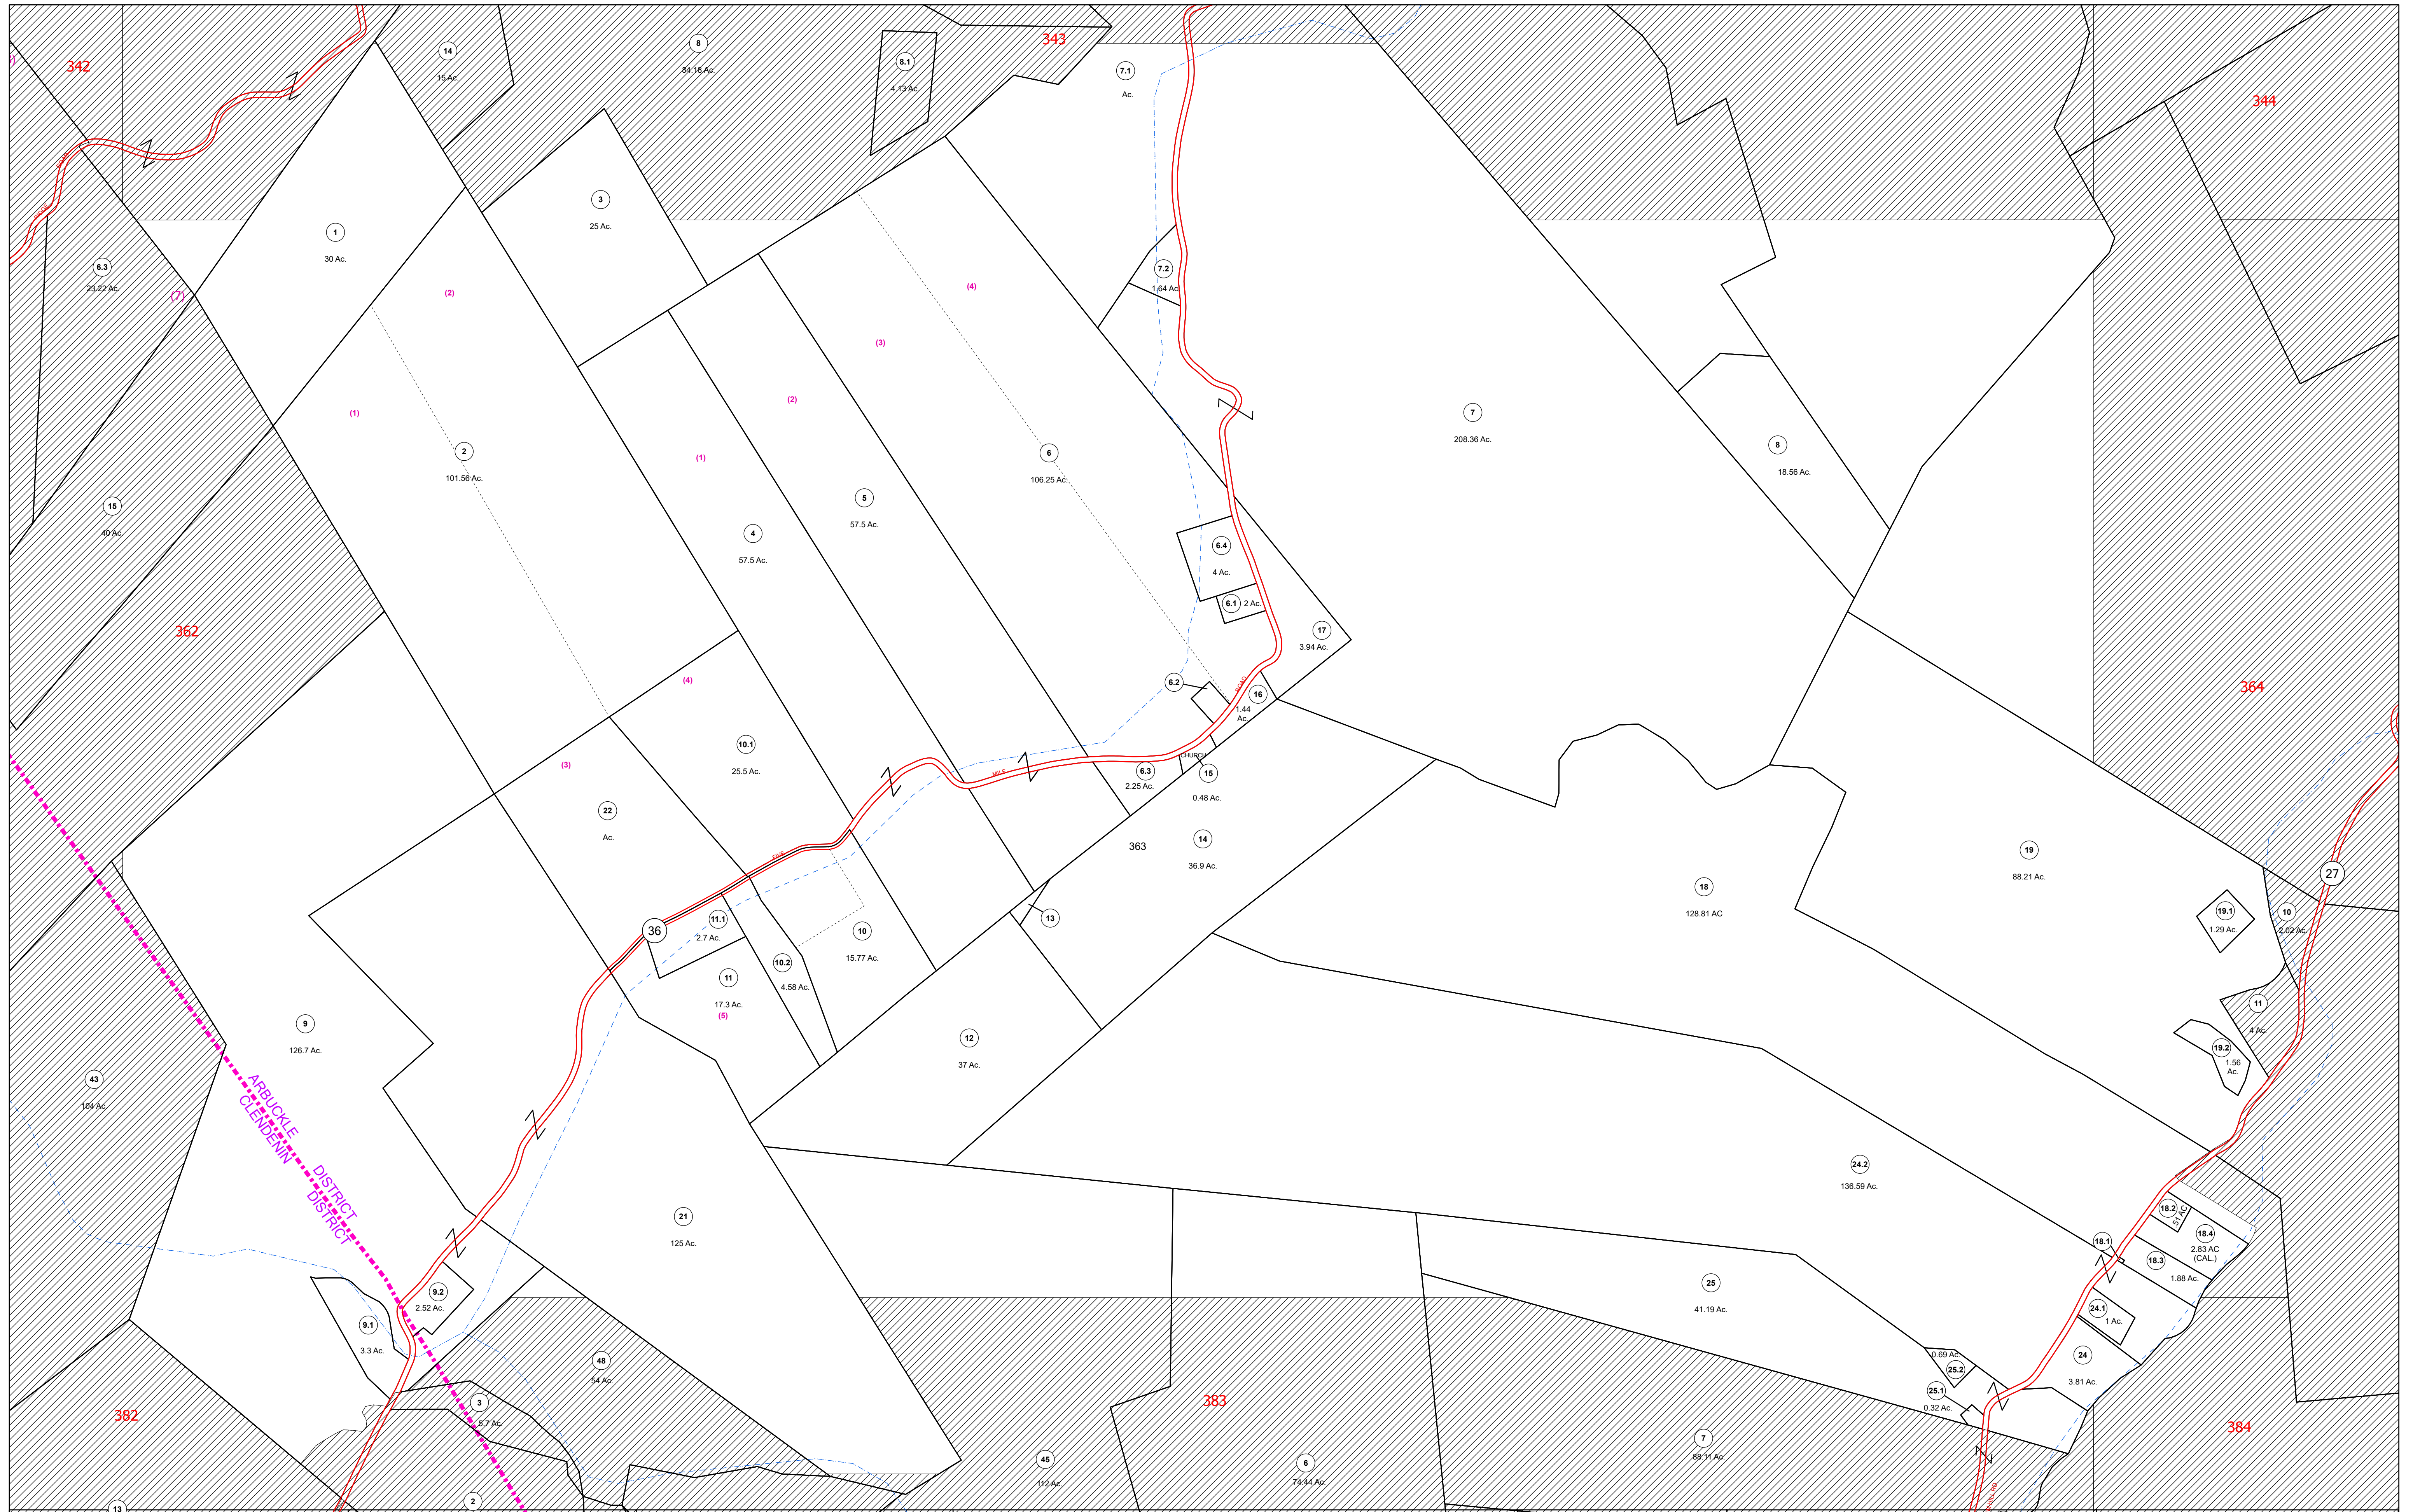 342
14
15 Ac.
8
84.18 Ac.
8.1
4.13 Ac.
343
7.1
Ac.
344
RIDGE
6.3
23.22 Ac.
(7)
1
30 Ac.
3
25 Ac.
7.2
1.64 Ac.
(2)
(4)
(3)
(1)
(2)
(1)
2
101.56 Ac.
6
106.25 Ac.
7
208.36 Ac.
8
18.56 Ac.
15
40 Ac.
5
57.5 Ac.
4
57.5 Ac.
6.4
4 Ac.
6.1
2 Ac.
362
17
3.94 Ac.
364
(4)
6.2
ROAD
16
1.44
Ac.
10.1
25.5 Ac.
(3)
CHURCH
MILE
6.3
2.25 Ac.
15
0.48 Ac.
22
Ac.
14
36.9 Ac.
363
FIVE
19
88.21 Ac.
27
18
128.81 AC
36
11.1
2.7 Ac.
13
10
15.77 Ac.
19.1
1.29 Ac.
10
2.02 Ac.
10.2
4.58 Ac.
11
17.3 Ac.
(5)
11
4 Ac.
9
126.7 Ac.
12
37 Ac.
19.2
1.56
Ac.
43
104 Ac.
ARBUCKLE
CLENDENIN
DISTRICT
DISTRICT
24.2
136.59 Ac.
21
125 Ac.
18.2
.51 AC
18.4
2.83 AC
(CAL.)
18.1
18.3
1.88 Ac.
25
41.19 Ac.
9.2
2.52 Ac.
9.1
3.3 Ac.
24.1
1 Ac.
24
3.81 Ac.
0.69 Ac.
25.2
25.1
0.32 Ac.
48
54 Ac.
3
5.7 Ac.
382
383
384
45
112 Ac.
6
74.44 Ac.
7
88.11 Ac.
13
2